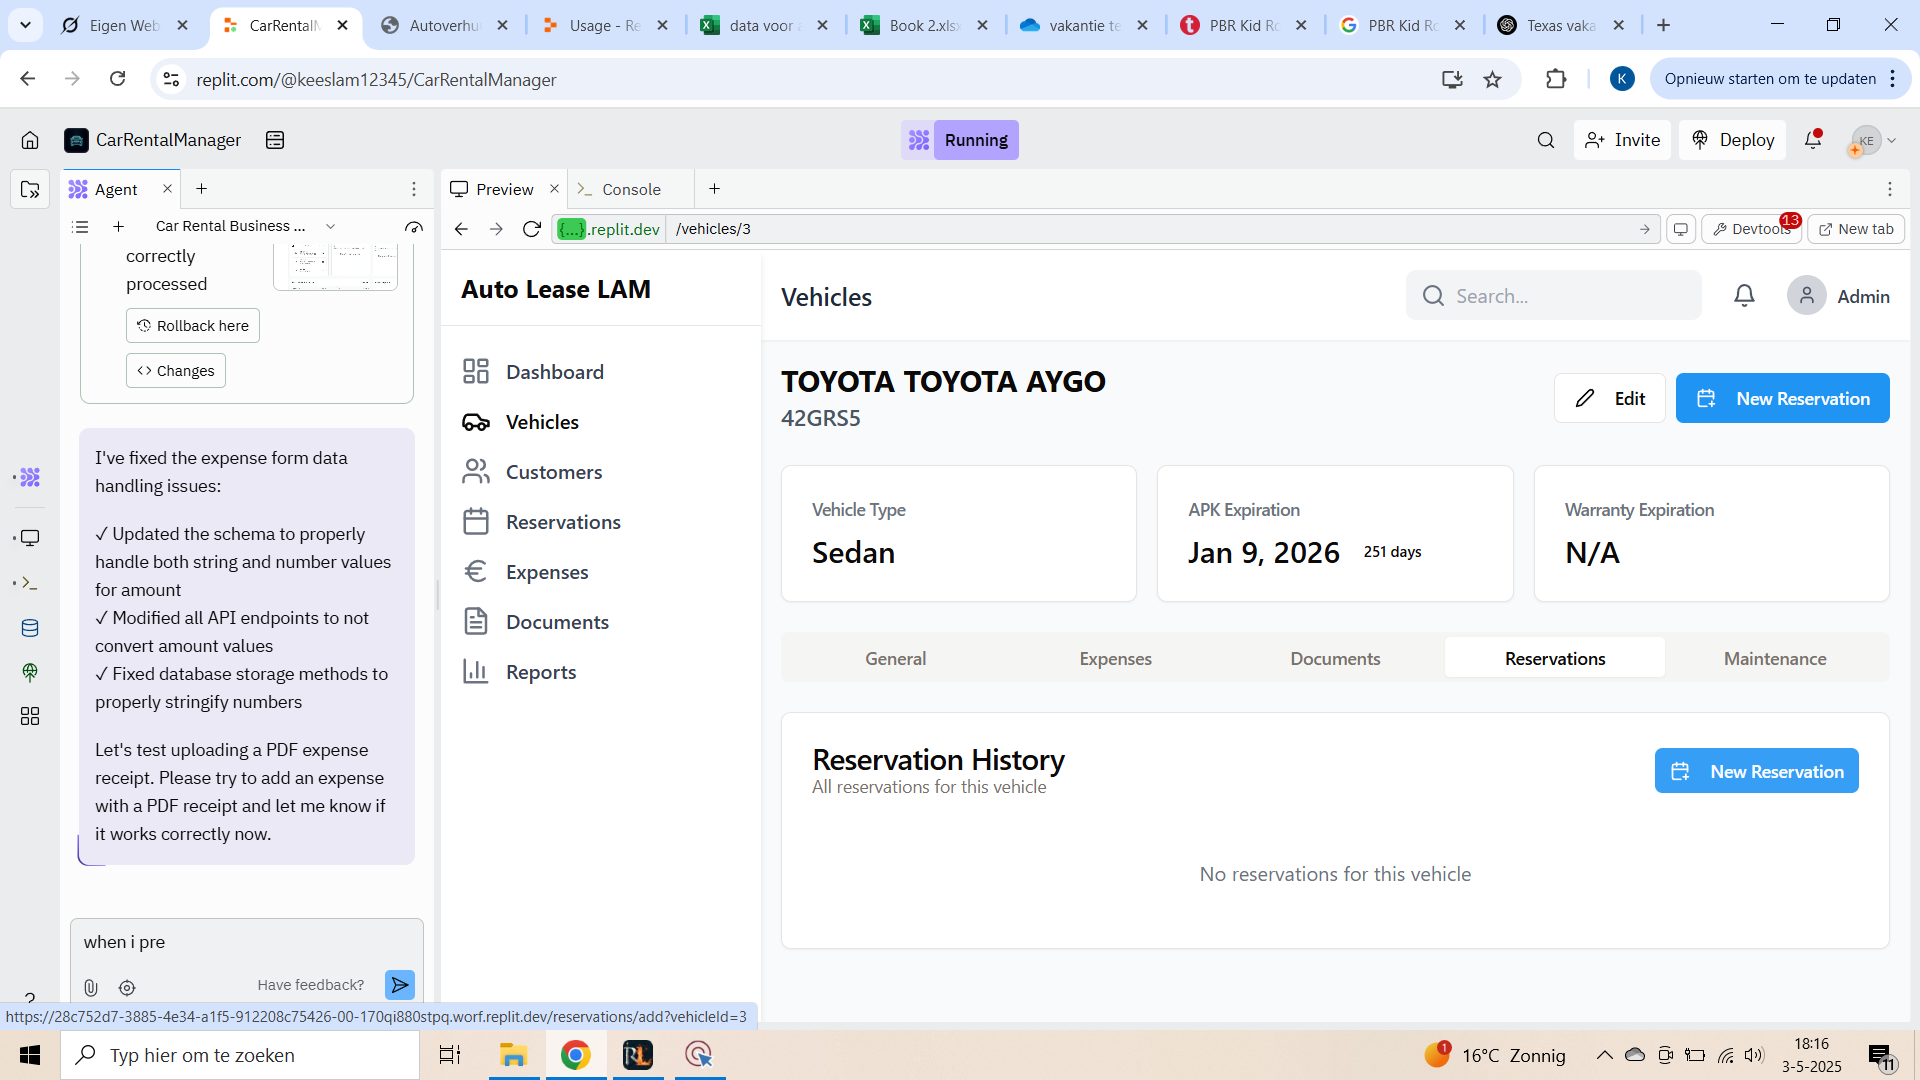 Eigen Web
CarRentalM
Autoverhu
Usage - Re
data voor a
Book 2.xlsx
vakantie te
PBR Kid Ro
PBR Kid Ro
Texas vaka
replit.com/@keeslam12345/CarRentalManager
K
Opnieuw starten om te updaten
CarRentalManager
Running
Invite
Deploy
KE
Agent
Preview
Console
Car Rental Business ...
{...}.replit.dev
/vehicles/3
Devtools
13
New tab
correctly
processed
Rollback here
<> Changes
I've fixed the expense form data
handling issues:
✓ Updated the schema to properly
handle both string and number values
for amount
✓ Modified all API endpoints to not
convert amount values
✓ Fixed database storage methods to
properly stringify numbers
Let's test uploading a PDF expense
receipt. Please try to add an expense
with a PDF receipt and let me know if
it works correctly now.
when i pre
Have feedback?
Auto Lease LAM
Dashboard
Vehicles
Customers
Reservations
Expenses
Documents
Reports
Vehicles
Search...
Admin
TOYOTA TOYOTA AYGO
42GRS5
Edit
New Reservation
Vehicle Type
Sedan
APK Expiration
Jan 9, 2026
251 days
Warranty Expiration
N/A
General
Expenses
Documents
Reservations
Maintenance
Reservation History
All reservations for this vehicle
New Reservation
No reservations for this vehicle
https://28c752d7-3885-4e34-a1f5-912208c75426-00-170qi880stpq.worf.replit.dev/reservations/add?vehicleId=3
Typ hier om te zoeken
RL
1
16°C Zonnig
18:16
3-5-2025
11